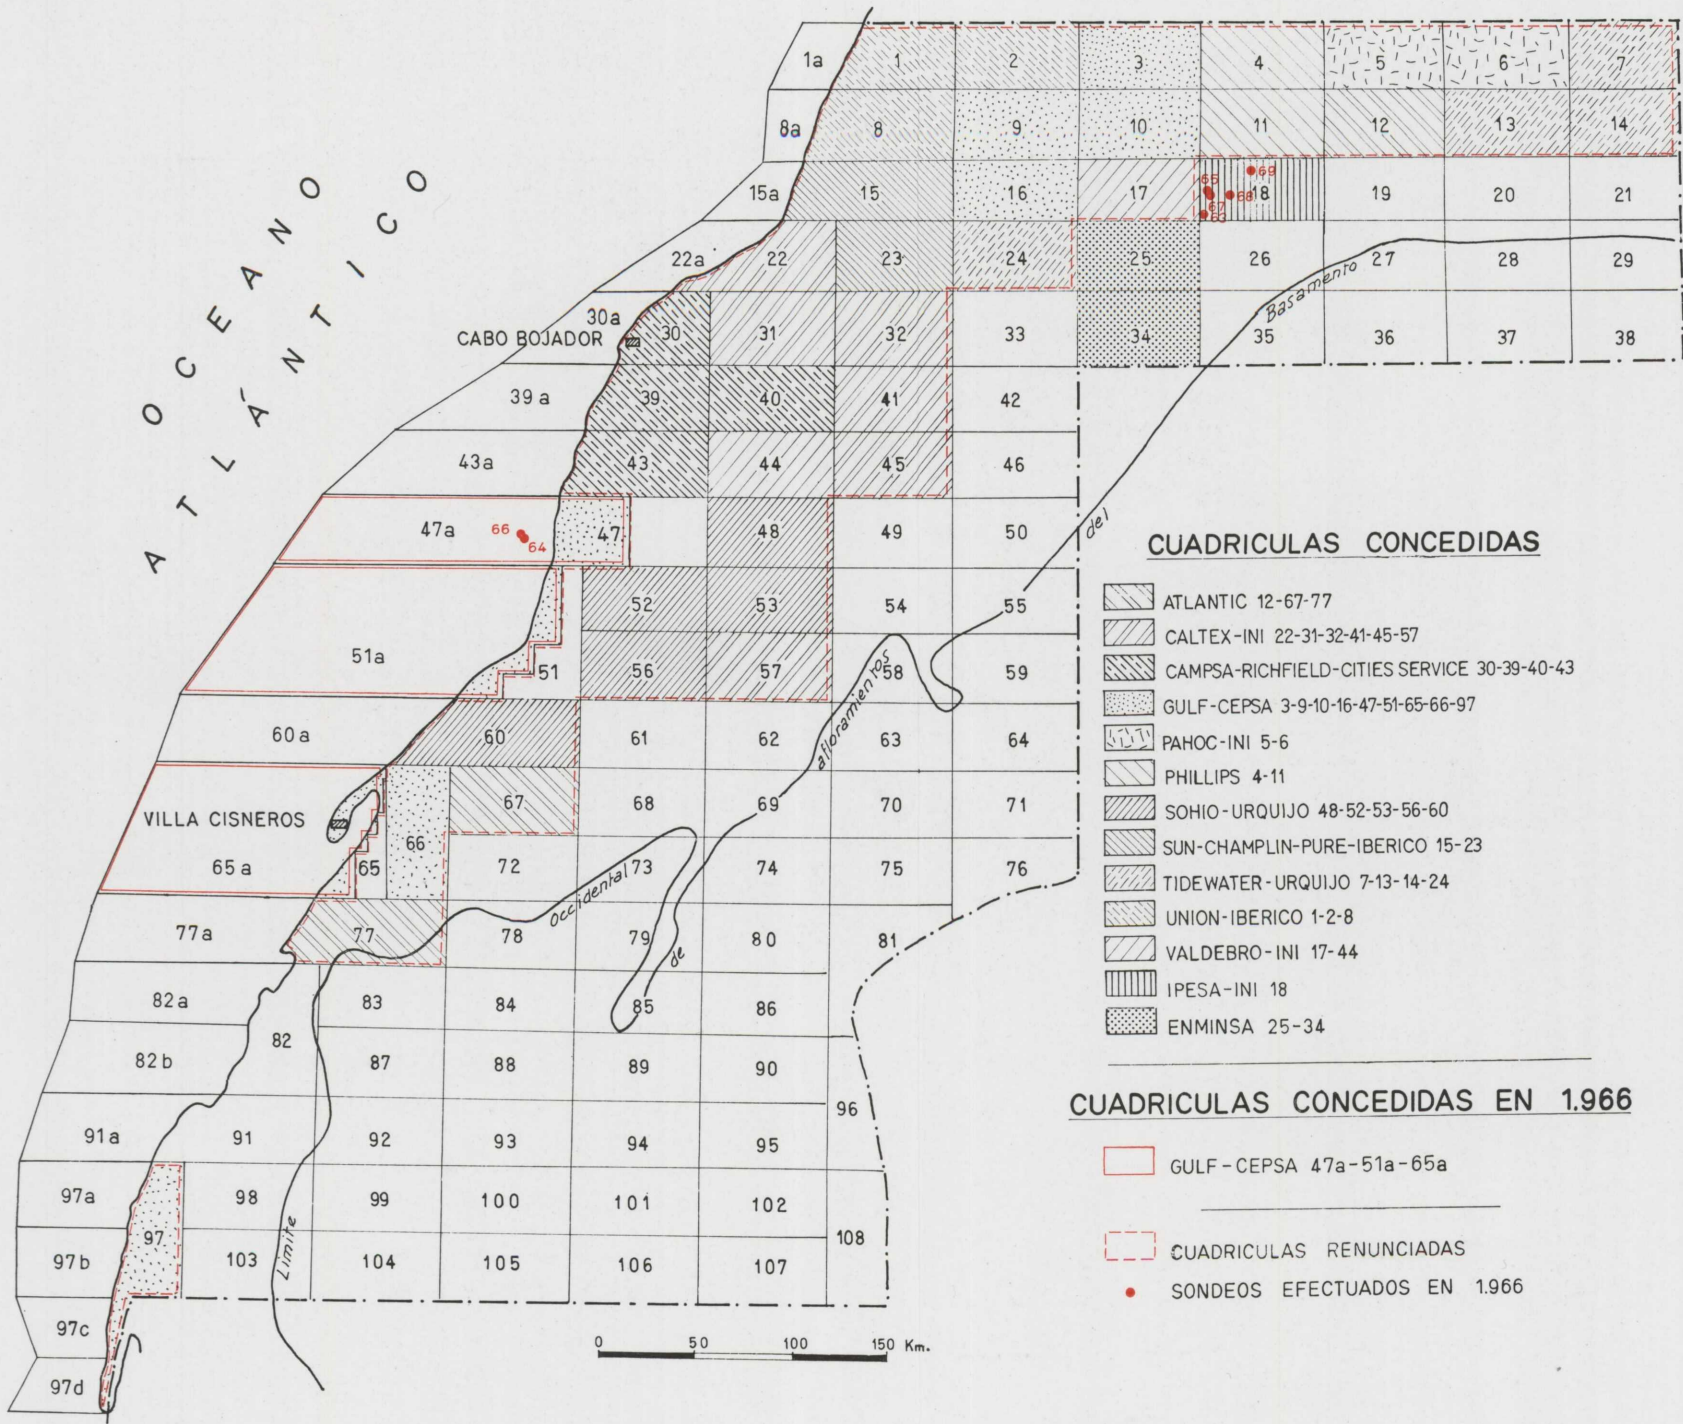 OCEANO
ATLÁNTICO
1a 1 2 3 4 5 6 7
8a 8 9 10 11 12 13 14
15a 15 16 17 18 19 20 21
65 67 63 68 69
22a 22 23 24 25 26 27 28 29
30a 30 31 32 33 34 35 36 37 38
CABO BOJADOR
39a 39 40 41 42
43a 43 44 45 46
47a 47 48 49 50
66 64
51a 51 52 53 54 55
56 57 58 59
60a 60 61 62 63 64
VILLA CISNEROS
65a 65 66 67 68 69 70 71
72 73 74 75 76
77a 77 78 79 80 81
82a 82 83 84 85 86
82b 87 88 89 90
91a 91 92 93 94 95 96
97a 97 98 99 100 101 102
97b 103 104 105 106 107 108
97c
97d
Limite
Occidental
de
afloramientos
del
Basamento
0 50 100 150 Km.
CUADRICULAS CONCEDIDAS
ATLANTIC 12-67-77
CALTEX-INI 22-31-32-41-45-57
CAMPSA-RICHFIELD-CITIES SERVICE 30-39-40-43
GULF-CEPSA 3-9-10-16-47-51-65-66-97
PAHOC-INI 5-6
PHILLIPS 4-11
SOHIO-URQUIJO 48-52-53-56-60
SUN-CHAMPLIN-PURE-IBERICO 15-23
TIDEWATER-URQUIJO 7-13-14-24
UNION-IBERICO 1-2-8
VALDEBRO-INI 17-44
IPESA-INI 18
ENMINSA 25-34
CUADRICULAS CONCEDIDAS EN 1.966
GULF-CEPSA 47a-51a-65a
CUADRICULAS RENUNCIADAS
SONDEOS EFECTUADOS EN 1.966